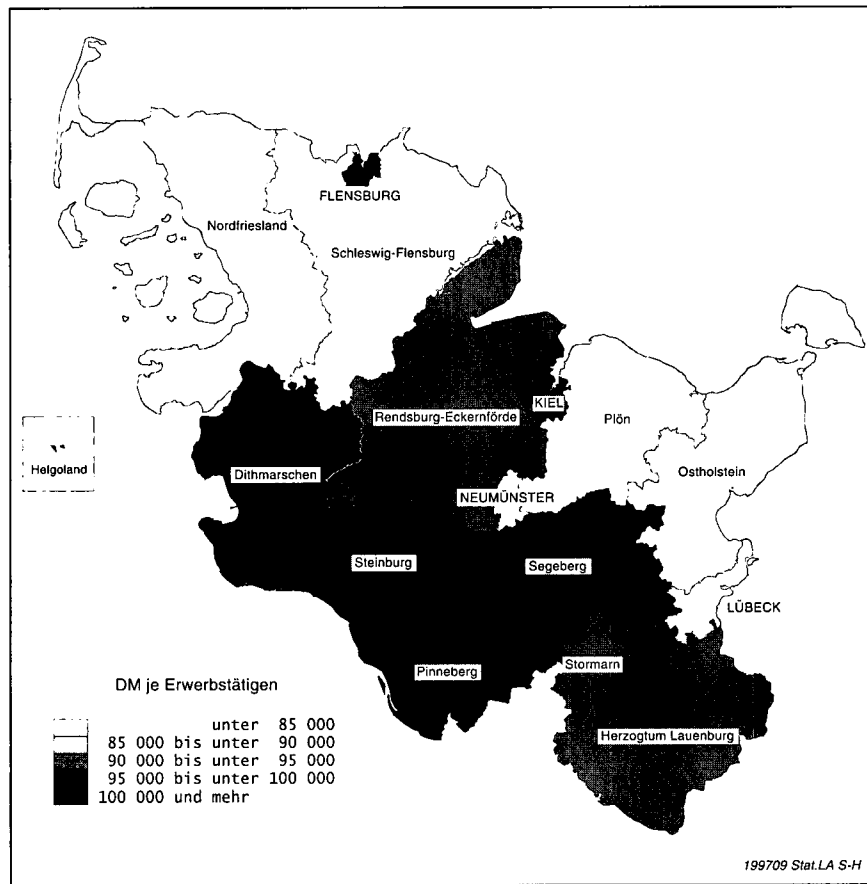 FLENSBURG
Nordfriesland
Schleswig-Flensburg
KIEL
Rendsburg-Eckernförde
Plön
Helgoland
Dithmarschen
Ostholstein
NEUMÜNSTER
Steinburg
Segeberg
LÜBECK
Stormarn
Pinneberg
Herzogtum Lauenburg
DM je Erwerbstätigen
unter 85 000
85 000 bis unter 90 000
90 000 bis unter 95 000
95 000 bis unter 100 000
100 000 und mehr
199709 Stat.LA S-H